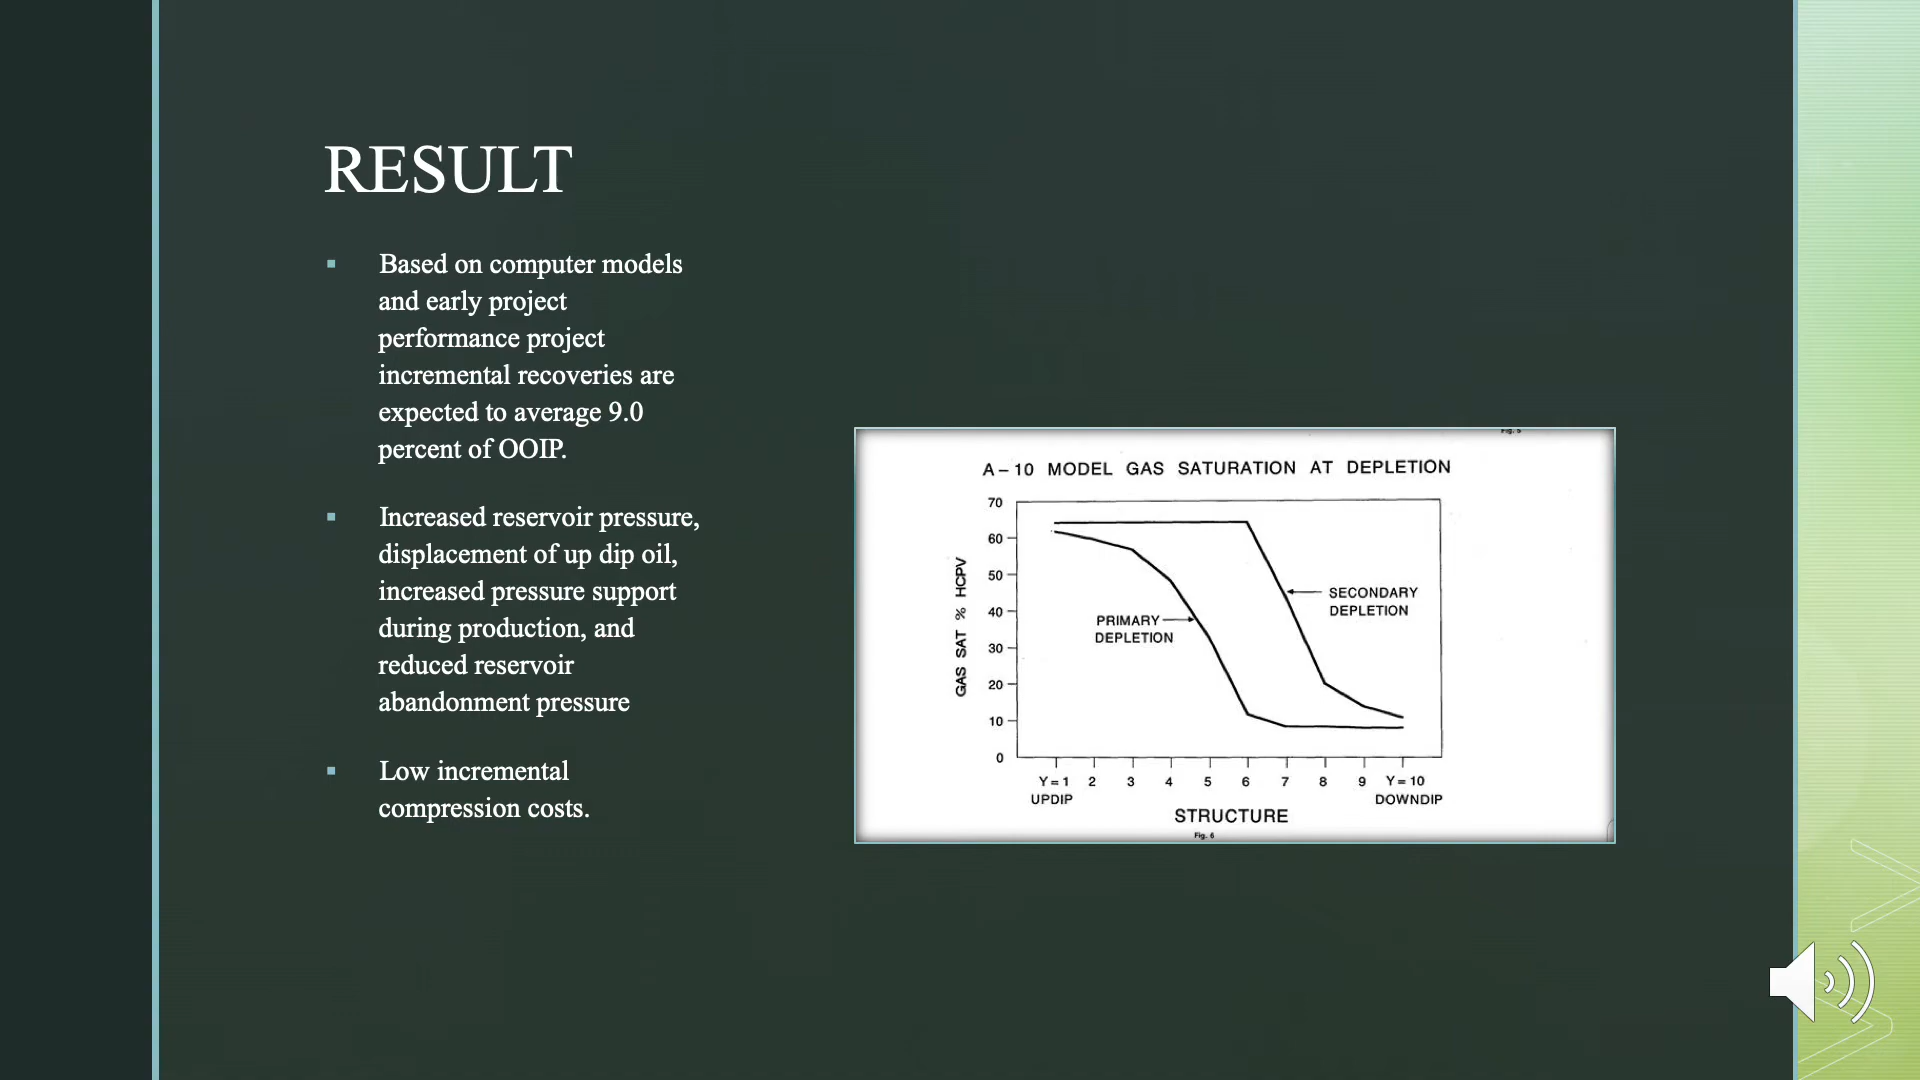 RESULT
Based on computer models
and early project
performance project
incremental recoveries are
expected to average 9.0
percent of OOIP.
Increased reservoir pressure,
displacement of up dip oil,
increased pressure support
during production, and
reduced reservoir
abandonment pressure
Low incremental
compression costs.
Fig. 5
A-10 MODEL GAS SATURATION AT DEPLETION
GAS SAT % HCPV
70
60
50
40
30
20
10
0
PRIMARY
DEPLETION
SECONDARY
DEPLETION
Y=1 2 3 4 5 6 7 8 9 Y=10
UPDIP DOWNDIP
STRUCTURE
Fig. 6